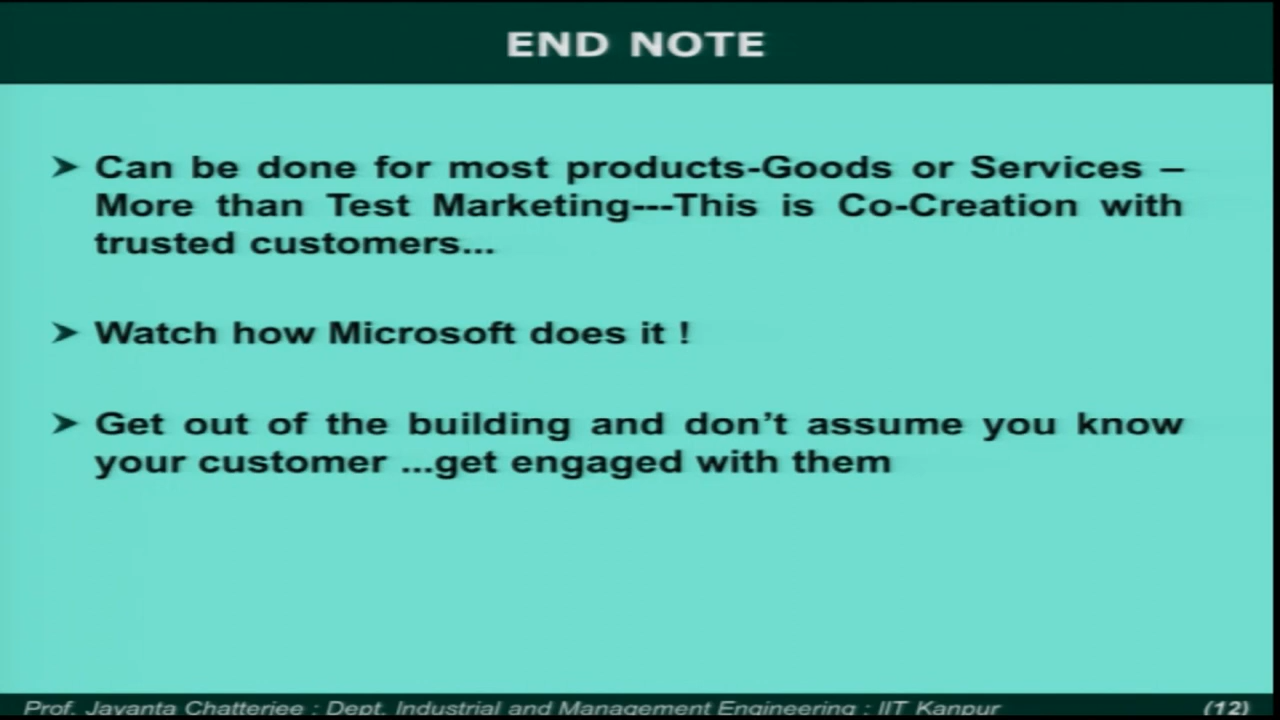 END NOTE
➤ Can be done for most products-Goods or Services –
More than Test Marketing---This is Co-Creation with
trusted customers...
➤ Watch how Microsoft does it !
➤ Get out of the building and don't assume you know
your customer ...get engaged with them
Prof. Jayanta Chatterjee : Dept. Industrial and Management Engineering : IIT Kanpur (12)